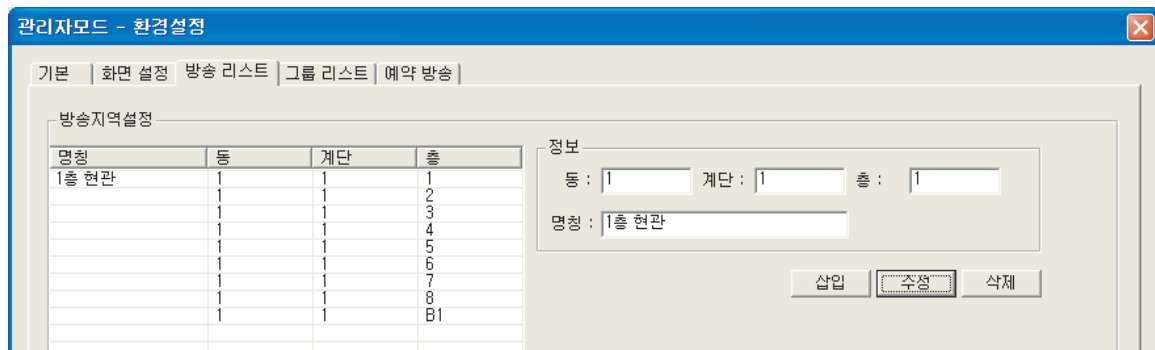 관리자모드 - 환경설정
기본 화면 설정 방송 리스트 그룹 리스트 예약 방송
방송지역설정
명칭 동 계단 층
1층 현관 1 1 1
1 1 2
1 1 3
1 1 4
1 1 5
1 1 6
1 1 7
1 1 8
1 1 B1
정보
동 : 1 계단 : 1 층 : 1
명칭 : 1층 현관
삽입 수정 삭제